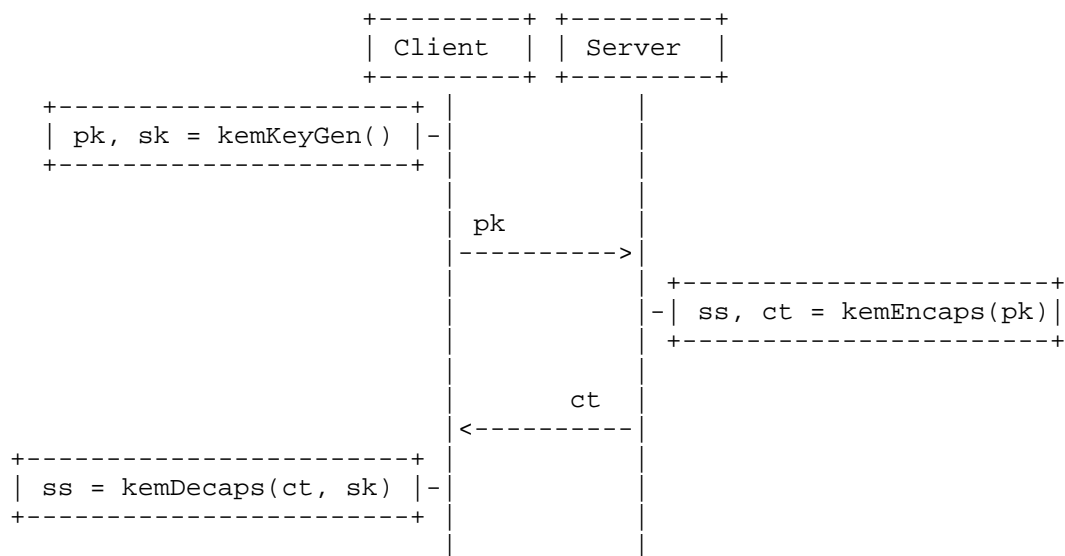 Client Server
pk, sk = kemKeyGen()
pk
ss, ct = kemEncaps(pk)
ct
ss = kemDecaps(ct, sk)